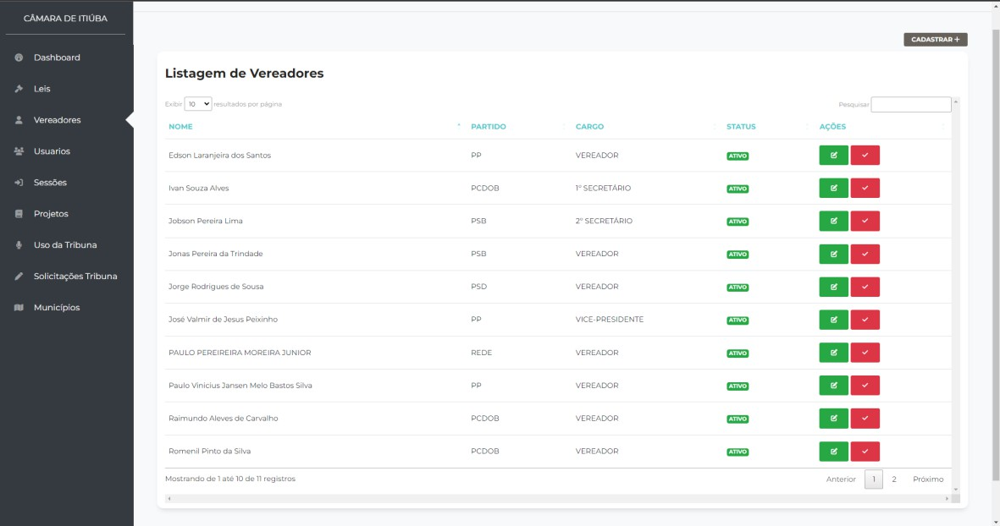 CÂMARA DE ITIÚBA
Dashboard
Leis
Vereadores
Usuarios
Sessões
Projetos
Uso da Tribuna
Solicitações Tribuna
Municípios
CADASTRAR +
Listagem de Vereadores
Exibir 10 resultados por página
Pesquisar
NOME PARTIDO CARGO STATUS AÇÕES
Edson Laranjeira dos Santos PP VEREADOR ATIVO
Ivan Souza Alves PCDOB 1º SECRETÁRIO ATIVO
Jobson Pereira Lima PSB 2º SECRETÁRIO ATIVO
Jonas Pereira da Trindade PSB VEREADOR ATIVO
Jorge Rodrigues de Sousa PSD VEREADOR ATIVO
José Valmir de Jesus Peixinho PP VICE-PRESIDENTE ATIVO
PAULO PEREIREIRA MOREIRA JUNIOR REDE VEREADOR ATIVO
Paulo Vinicius Jansen Melo Bastos Silva PP VEREADOR ATIVO
Raimundo Aleves de Carvalho PCDOB VEREADOR ATIVO
Romenil Pinto da Silva PCDOB VEREADOR ATIVO
Mostrando de 1 até 10 de 11 registros
Anterior 1 2 Próximo